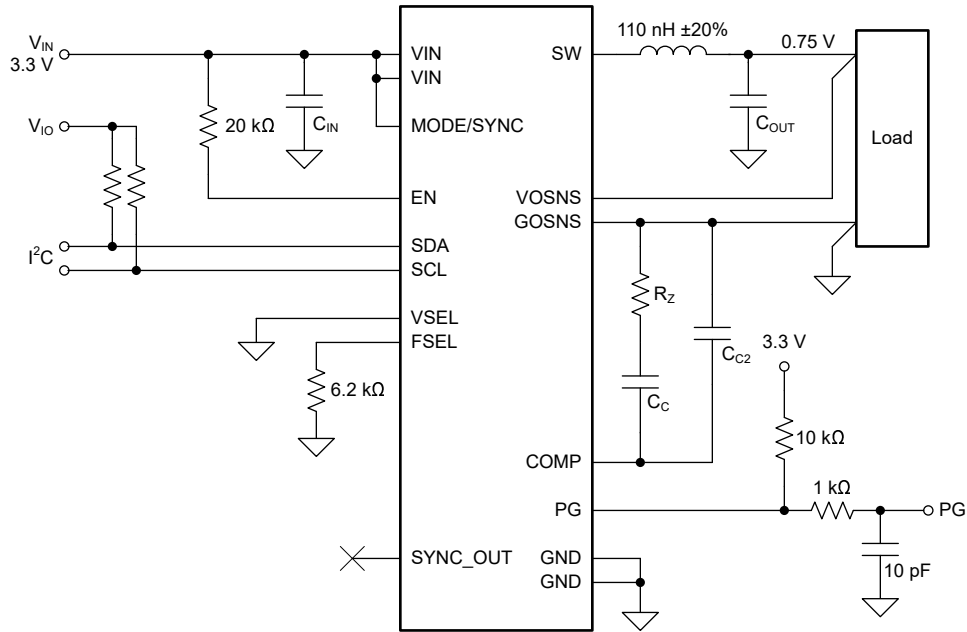 V_IN
3.3 V
V_IO
20 kΩ
C_IN
I²C
6.2 kΩ
VIN
VIN
MODE/SYNC
EN
SDA
SCL
VSEL
FSEL
SYNC_OUT
SW
VOSNS
GOSNS
COMP
PG
GND
GND
110 nH ±20%
0.75 V
C_OUT
Load
R_Z
C_C
C_C2
3.3 V
10 kΩ
1 kΩ
PG
10 pF